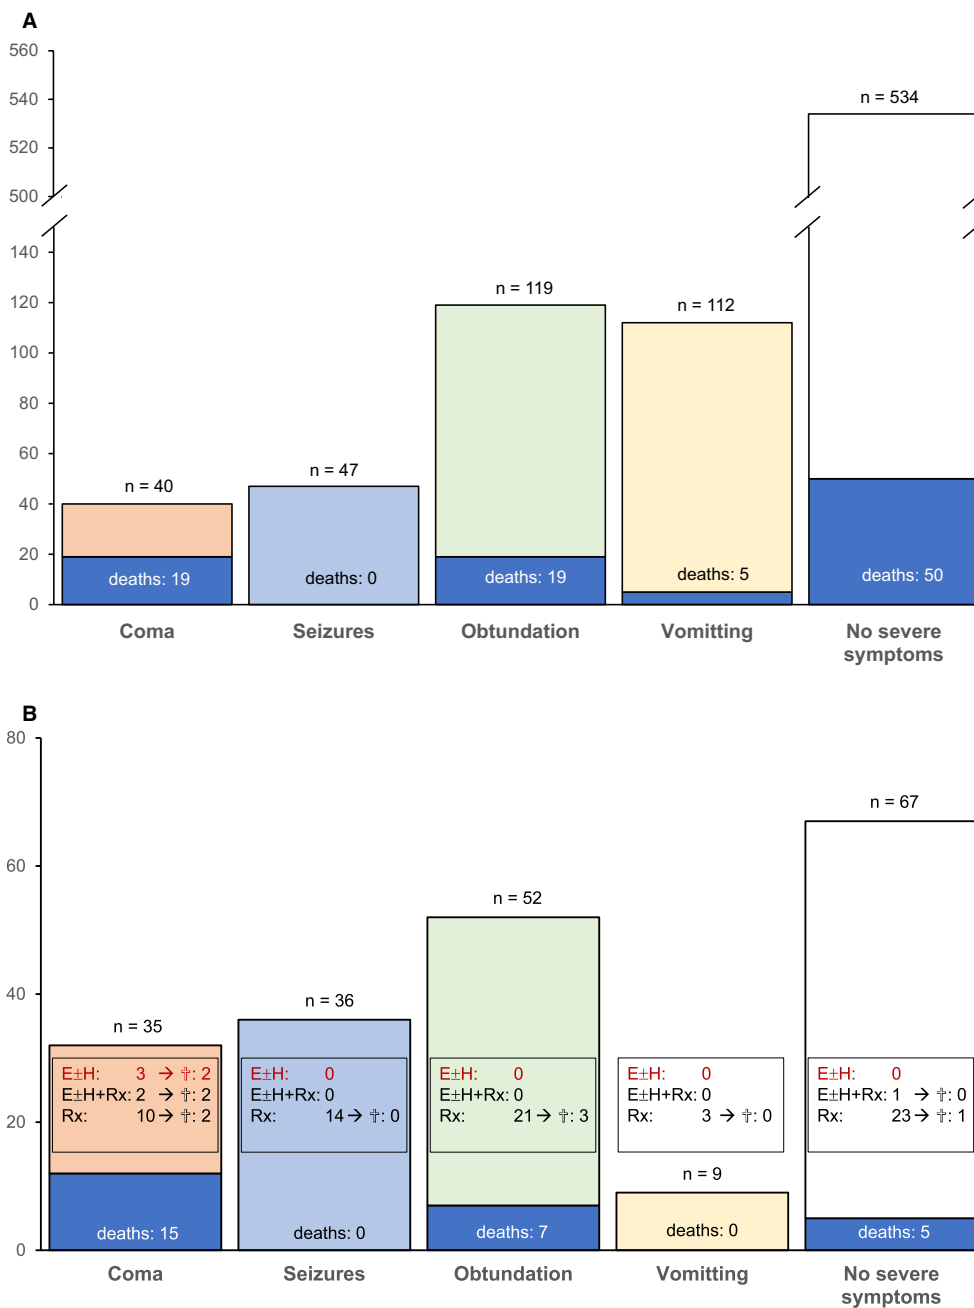 A
560
540
520
500
140
120
100
80
60
40
20
0
n = 40
n = 47
n = 119
n = 112
n = 534
deaths: 19
deaths: 0
deaths: 19
deaths: 5
deaths: 50
Coma
Seizures
Obtundation
Vomitting
No severe
symptoms
B
80
60
40
20
0
n = 35
n = 36
n = 52
n = 9
n = 67
E±H: 3 → ✞: 2
E±H+Rx: 2 → ✞: 2
Rx: 10 → ✞: 2
E±H: 0
E±H+Rx: 0
Rx: 14 → ✞: 0
E±H: 0
E±H+Rx: 0
Rx: 21 → ✞: 3
E±H: 0
E±H+Rx: 0
Rx: 3 → ✞: 0
E±H: 0
E±H+Rx: 1 → ✞: 0
Rx: 23 → ✞: 1
deaths: 15
deaths: 0
deaths: 7
deaths: 0
deaths: 5
Coma
Seizures
Obtundation
Vomitting
No severe
symptoms